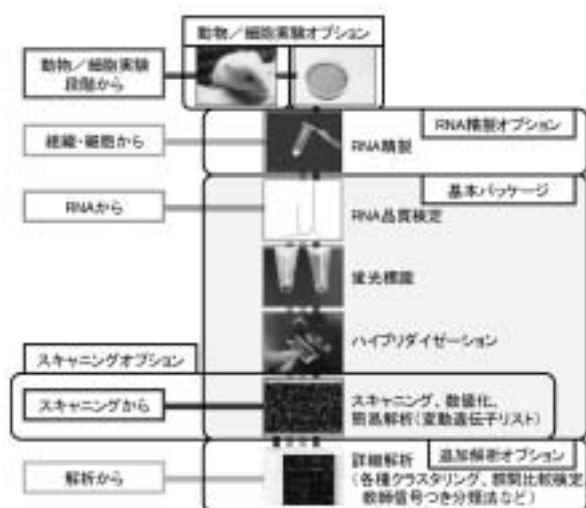 動物／細胞実験オプション
動物／細胞実験
段階から
RNA精製オプション
組織・細胞から
RNA精製
基本パッケージ
RNAから
RNA品質検定
蛍光標識
ハイブリダイゼーション
スキャニングオプション
スキャニングから
スキャニング、数値化、
簡易解析（変動遺伝子リスト）
追加解析オプション
詳細解析
解析から
（各種クラスタリング、群間比較検定
教師信号つき分類法など）